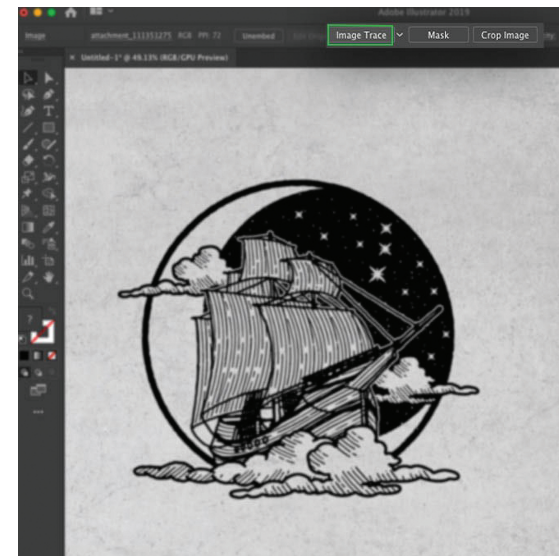 Adobe Illustrator 2019
Image attachment_111351275 RGB PPI: 72 Unembed Image Trace Mask Crop Image
× Untitled-1* @ 49.13% (RGB/GPU Preview)